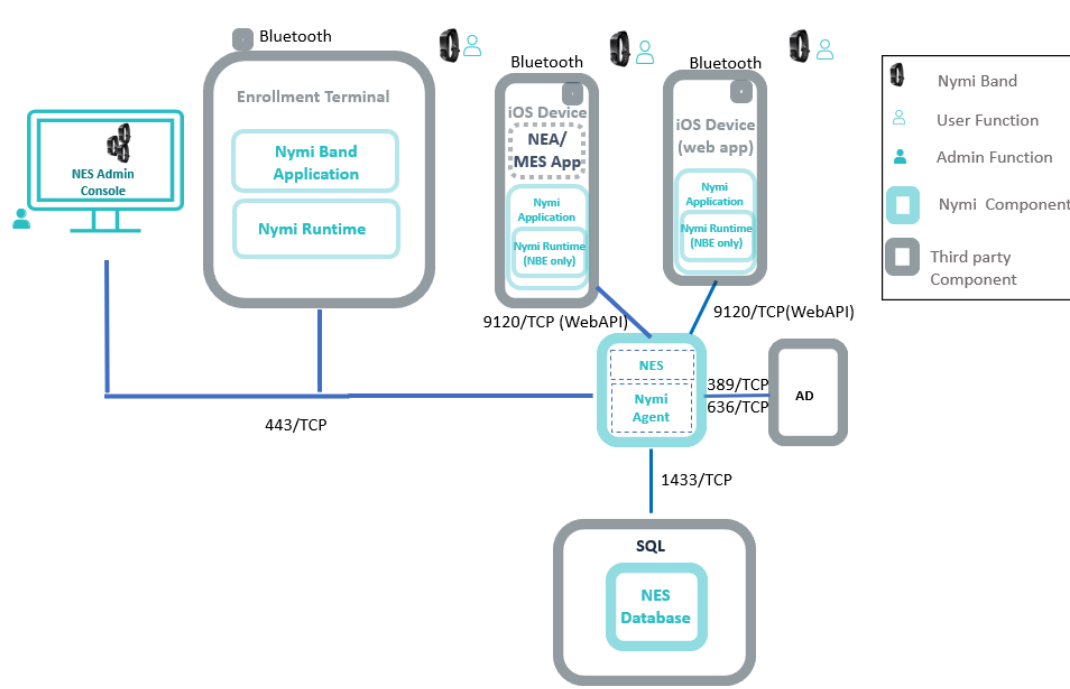 Bluetooth
Enrollment Terminal
Nymi Band
Application
Nymi Runtime
NES Admin
Console
Bluetooth
iOS Device
NEA/
MES App
Nymi
Application
Nymi Runtime
(NBE only)
Bluetooth
iOS Device
(web app)
Nymi
Application
Nymi Runtime
(NBE only)
Nymi Band
User Function
Admin Function
Nymi Component
Third party
Component
9120/TCP (WebAPI)
9120/TCP(WebAPI)
NES
Nymi
Agent
389/TCP
636/TCP
AD
443/TCP
1433/TCP
SQL
NES
Database